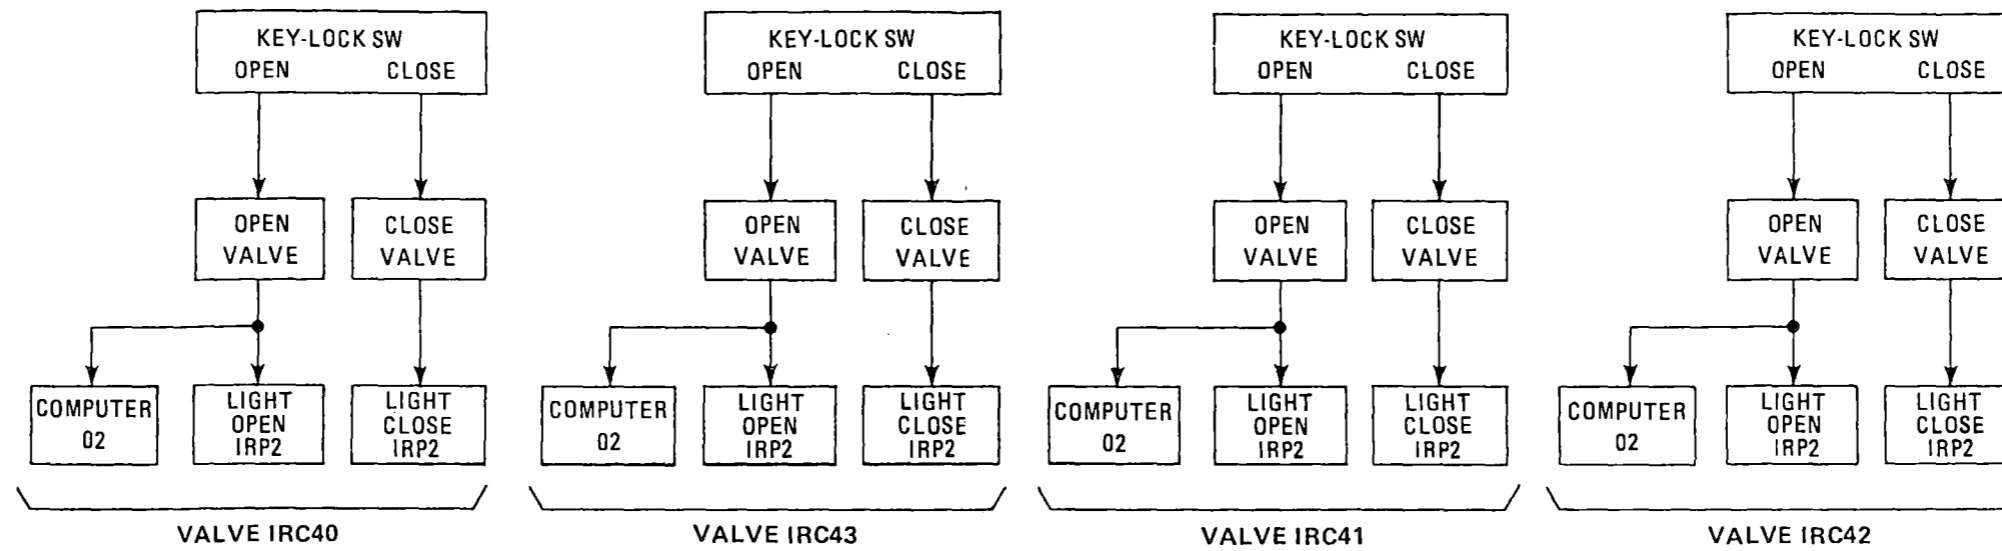 KEY-LOCK SW
OPEN CLOSE
OPEN
VALVE
CLOSE
VALVE
COMPUTER
02
LIGHT
OPEN
IRP2
LIGHT
CLOSE
IRP2
VALVE IRC40
KEY-LOCK SW
OPEN CLOSE
OPEN
VALVE
CLOSE
VALVE
COMPUTER
02
LIGHT
OPEN
IRP2
LIGHT
CLOSE
IRP2
VALVE IRC43
KEY-LOCK SW
OPEN CLOSE
OPEN
VALVE
CLOSE
VALVE
COMPUTER
02
LIGHT
OPEN
IRP2
LIGHT
CLOSE
IRP2
VALVE IRC41
KEY-LOCK SW
OPEN CLOSE
OPEN
VALVE
CLOSE
VALVE
COMPUTER
02
LIGHT
OPEN
IRP2
LIGHT
CLOSE
IRP2
VALVE IRC42